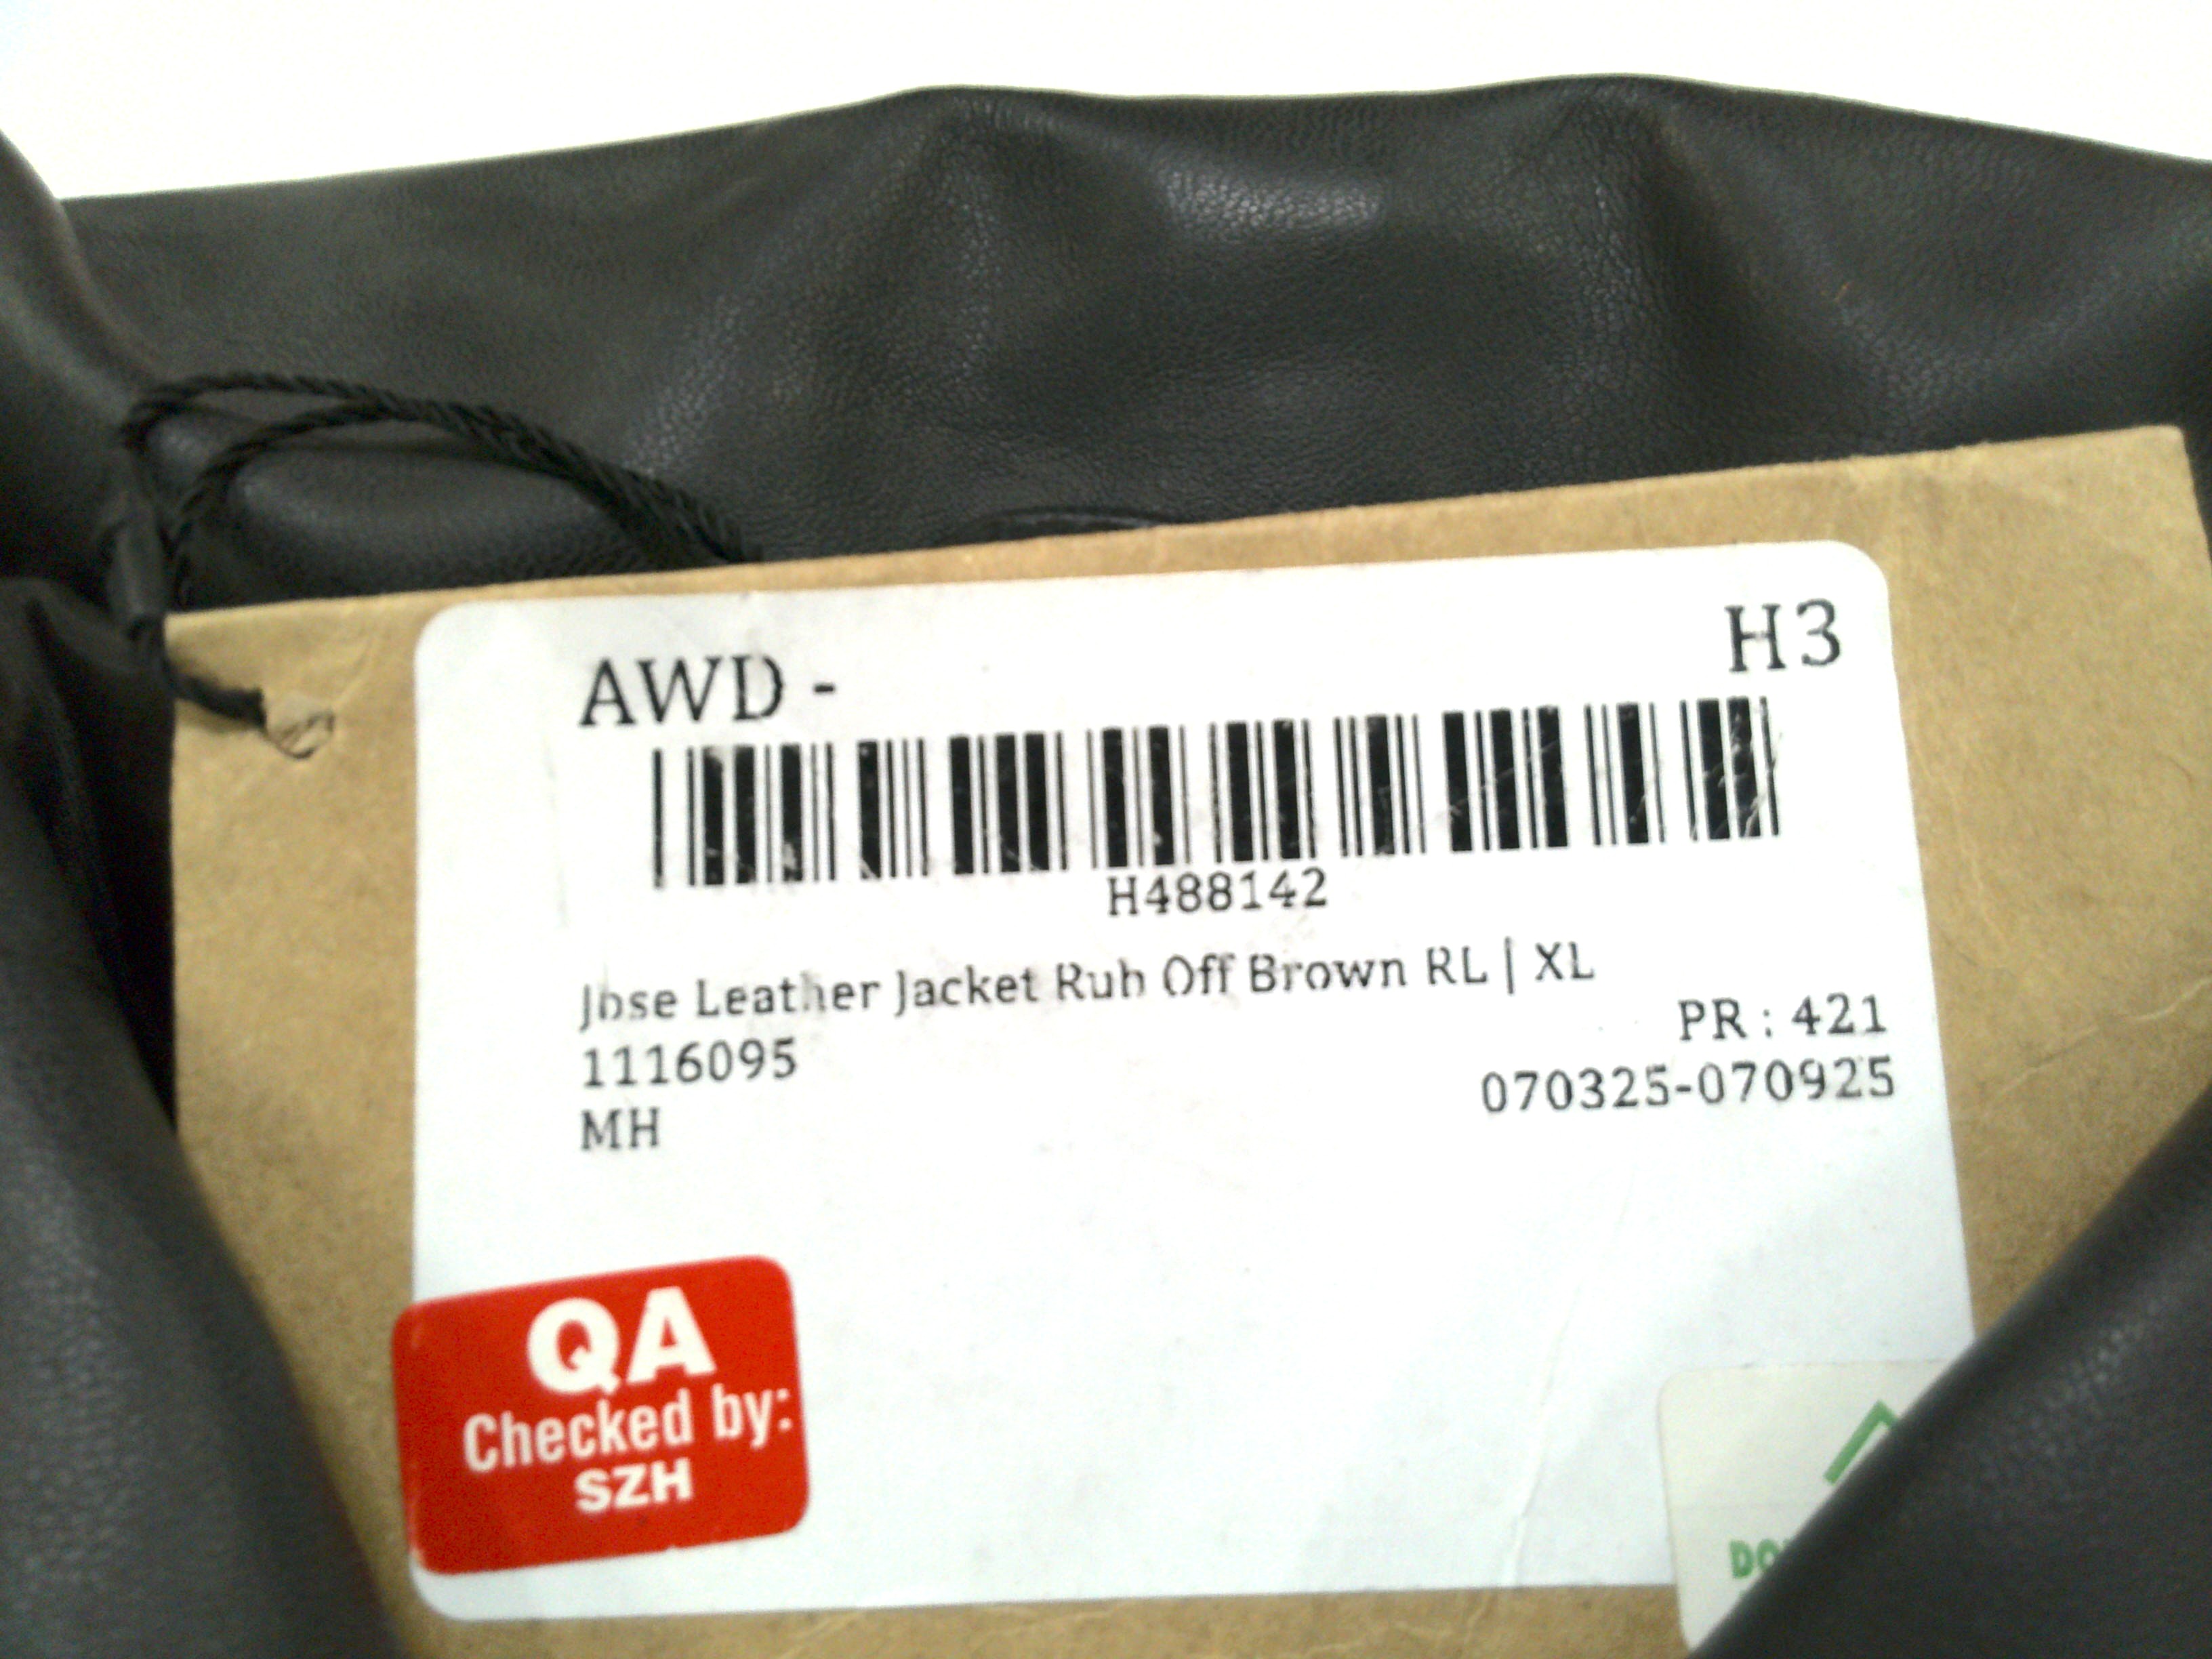 AWD - H3
H488142
Jose Leather Jacket Rub Off Brown RL | XL
PR : 421
1116095
070325-070925
MH
QA
Checked by:
SZH